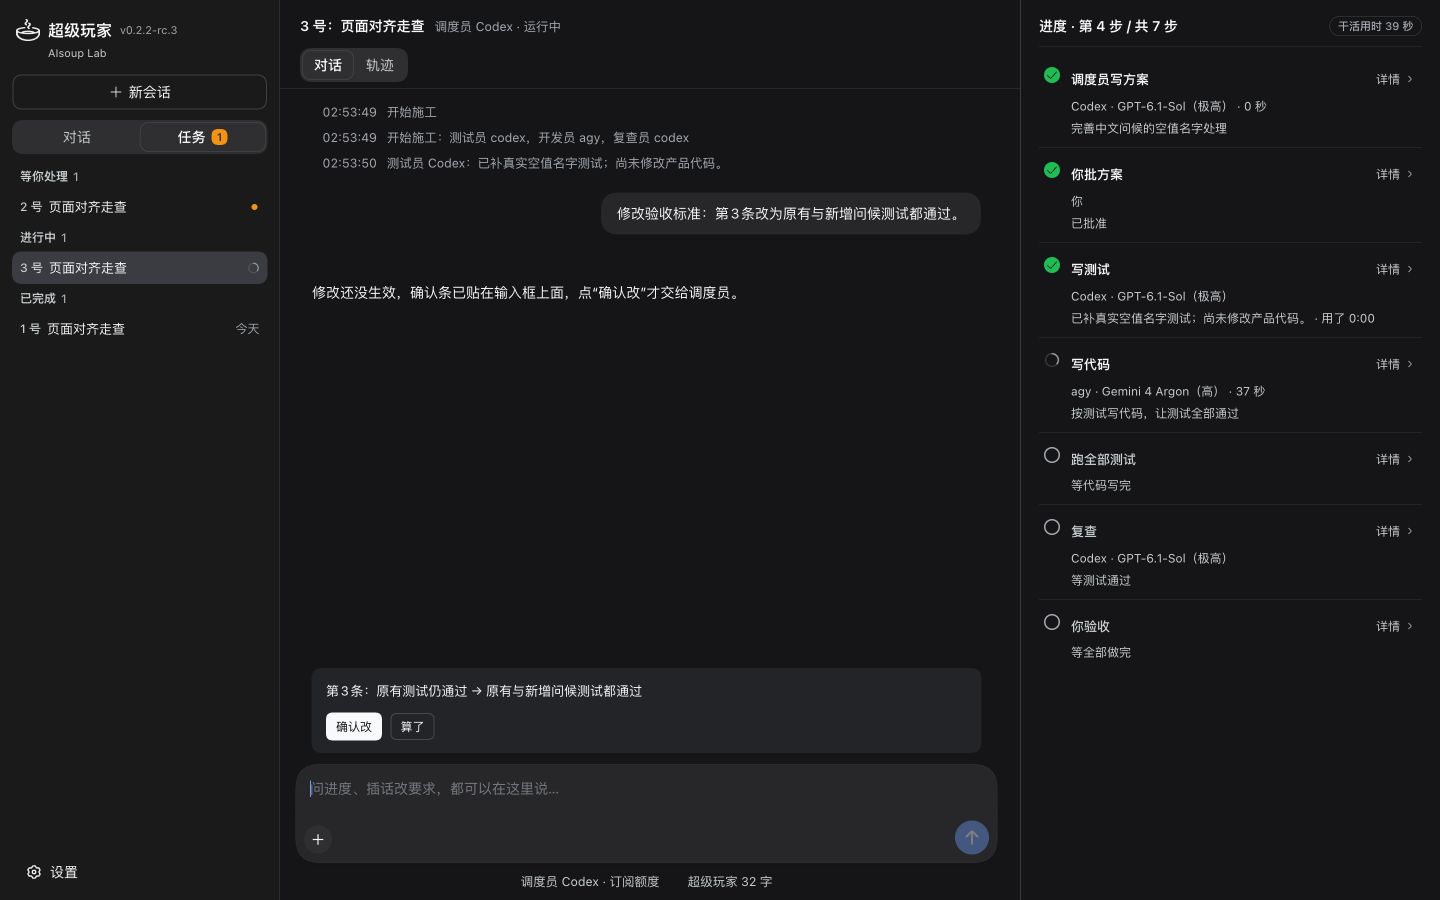 超级玩家 v0.2.2-rc.3
AIsoup Lab
新会话
对话
任务 1
等你处理 1
2 号 页面对齐走查
进行中 1
3 号 页面对齐走查
已完成 1
1 号 页面对齐走查 今天
设置
3 号：页面对齐走查 调度员 Codex · 运行中
对话 轨迹
02:53:49 开始施工
02:53:49 开始施工：测试员 codex，开发员 agy，复查员 codex
02:53:50 测试员 Codex：已补真实空值名字测试；尚未修改产品代码。
修改验收标准：第 3 条改为原有与新增问候测试都通过。
修改还没生效，确认条已贴在输入框上面，点“确认改”才交给调度员。
第 3 条：原有测试仍通过 → 原有与新增问候测试都通过
确认改 算了
问进度、插话改要求，都可以在这里说...
调度员 Codex · 订阅额度 超级玩家 32 字
进度 · 第 4 步 / 共 7 步 干活用时 39 秒
调度员写方案 详情
Codex · GPT-6.1-Sol（极高） · 0 秒
完善中文问候的空值名字处理
你批方案 详情
你
已批准
写测试 详情
Codex · GPT-6.1-Sol（极高）
已补真实空值名字测试；尚未修改产品代码。 · 用了 0:00
写代码 详情
agy · Gemini 4 Argon（高） · 37 秒
按测试写代码，让测试全部通过
跑全部测试 详情
等代码写完
复查 详情
Codex · GPT-6.1-Sol（极高）
等测试通过
你验收 详情
等全部做完